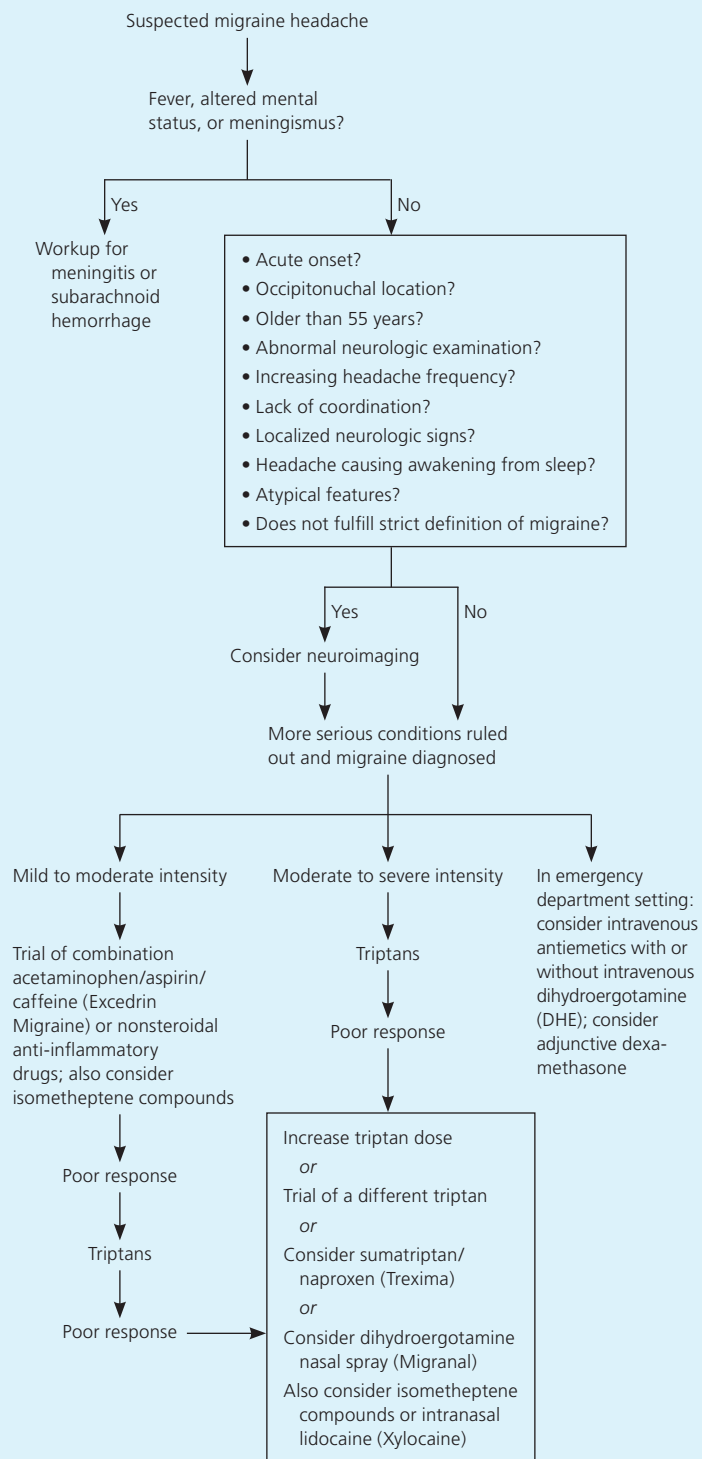 Suspected migraine headache
Fever, altered mental
status, or meningismus?
Yes
No
Workup for
meningitis or
subarachnoid
hemorrhage
• Acute onset?
• Occipitonuchal location?
• Older than 55 years?
• Abnormal neurologic examination?
• Increasing headache frequency?
• Lack of coordination?
• Localized neurologic signs?
• Headache causing awakening from sleep?
• Atypical features?
• Does not fulfill strict definition of migraine?
Yes
No
Consider neuroimaging
More serious conditions ruled
out and migraine diagnosed
Mild to moderate intensity
Trial of combination
acetaminophen/aspirin/
caffeine (Excedrin
Migraine) or nonsteroidal
anti-inflammatory
drugs; also consider
isometheptene compounds
Poor response
Triptans
Poor response
Moderate to severe intensity
Triptans
Poor response
Increase triptan dose
or
Trial of a different triptan
or
Consider sumatriptan/
naproxen (Trexima)
or
Consider dihydroergotamine
nasal spray (Migranal)
Also consider isometheptene
compounds or intranasal
lidocaine (Xylocaine)
In emergency
department setting:
consider intravenous
antiemetics with or
without intravenous
dihydroergotamine
(DHE); consider
adjunctive dexa-
methasone